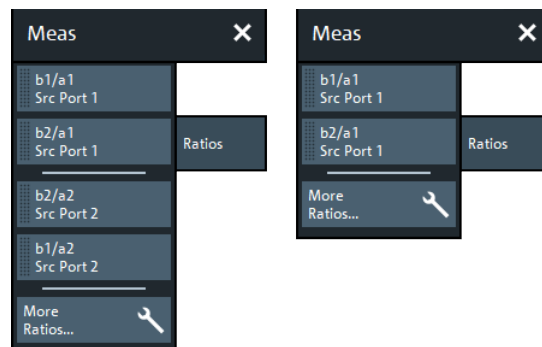 Meas
b1/a1
Src Port 1
b2/a1
Src Port 1
Ratios
b2/a2
Src Port 2
b1/a2
Src Port 2
More
Ratios...
Meas
b1/a1
Src Port 1
b2/a1
Src Port 1
Ratios
More
Ratios...